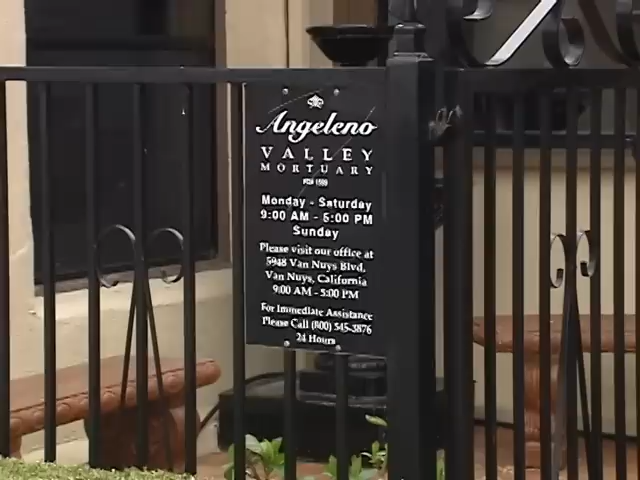 Angeleno
VALLEY
MORTUARY
Monday - Saturday
9:00 AM - 5:00 PM
Sunday
Please visit our office at
5948 Van Nuys Blvd.
Van Nuys, California
9:00 AM - 5:00 PM
For Immediate Assistance
Please Call (800) 545-3876
24 Hours